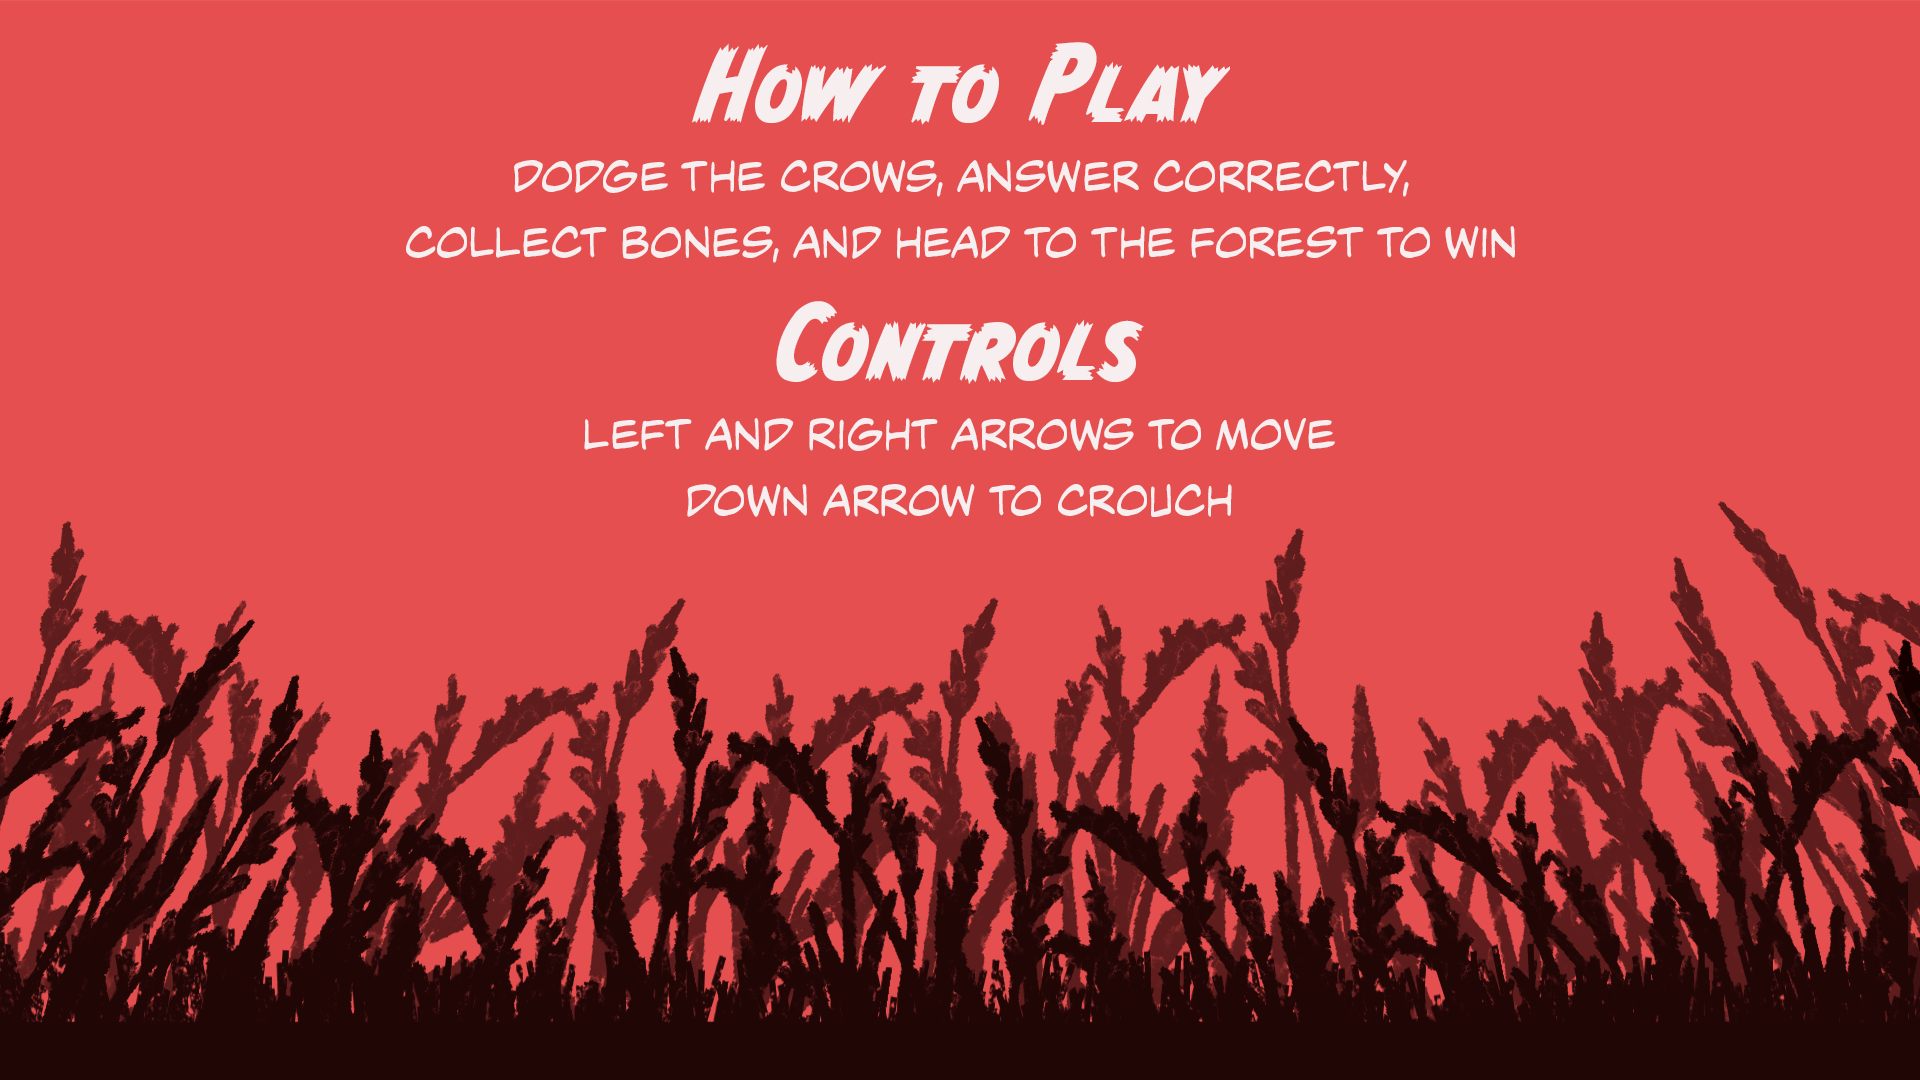 How to Play
DODGE THE CROWS, ANSWER CORRECTLY,
COLLECT BONES, AND HEAD TO THE FOREST TO WIN
Controls
LEFT AND RIGHT ARROWS TO MOVE
DOWN ARROW TO CROUCH